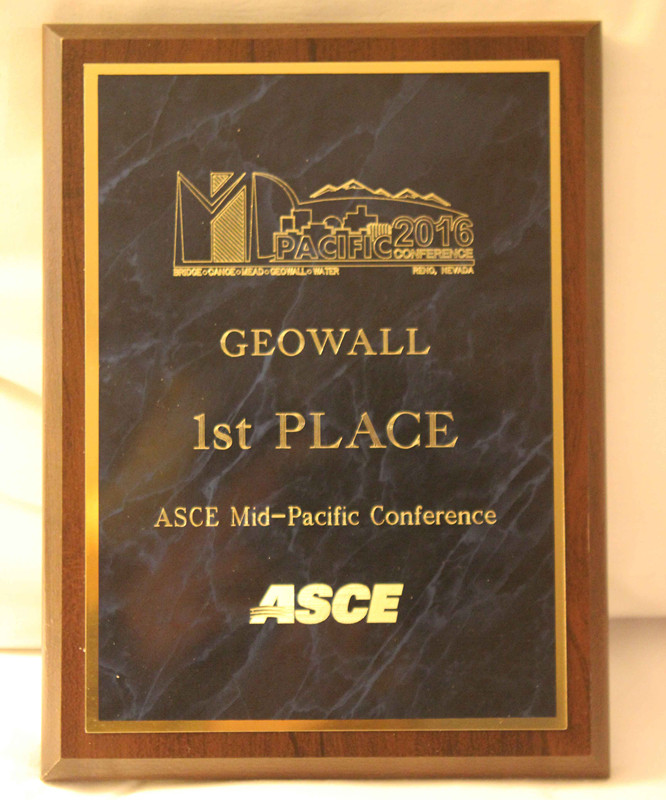 MID PACIFIC 2016
CONFERENCE
BRIDGE◇CANOE◇MEAD◇GEOWALL◇WATER RENO, NEVADA
GEOWALL
1st PLACE
ASCE Mid-Pacific Conference
ASCE